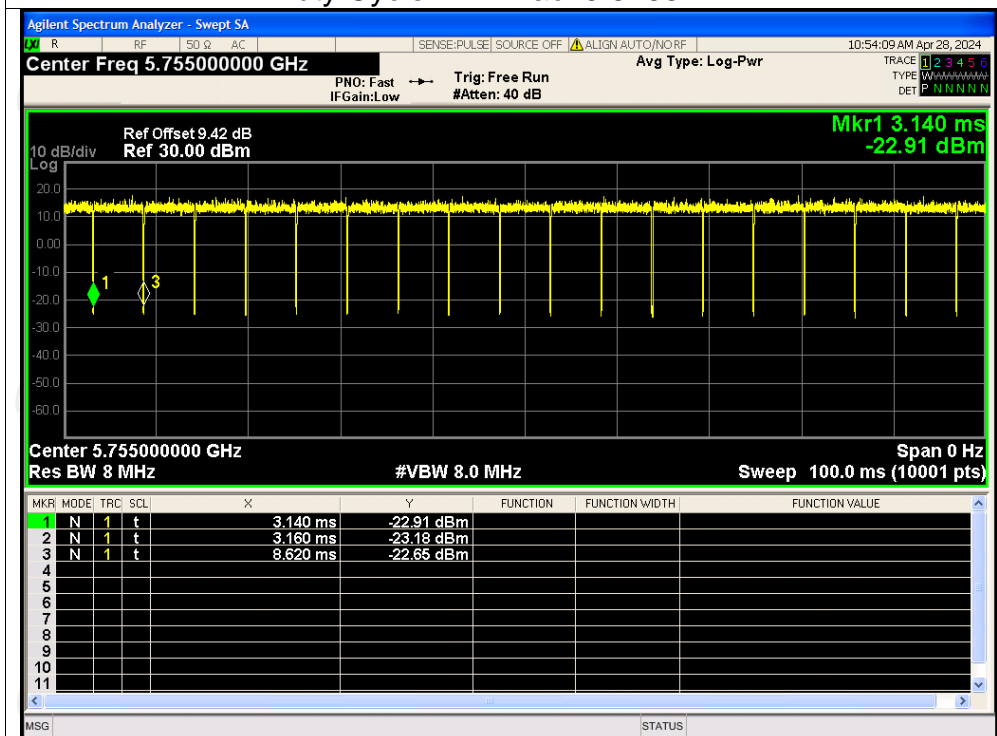 Agilent Spectrum Analyzer - Swept SA
LXI R RF 50 Ω AC SENSE:PULSE SOURCE OFF ALIGN AUTO/NORF 10:54:09 AM Apr 28, 2024
Center Freq 5.755000000 GHz
PNO: Fast
IFGain:Low
Trig: Free Run
#Atten: 40 dB
Avg Type: Log-Pwr
TRACE 1 2 3 4 5 6
TYPE WWWWWW
DET P N N N N N
Mkr1 3.140 ms
-22.91 dBm
Ref Offset 9.42 dB
10 dB/div Ref 30.00 dBm
Log
20.0
10.0
0.00
-10.0
-20.0
-30.0
-40.0
-50.0
-60.0
1
3
Center 5.755000000 GHz Span 0 Hz
Res BW 8 MHz #VBW 8.0 MHz Sweep 100.0 ms (10001 pts)
MKR MODE TRC SCL X Y FUNCTION FUNCTION WIDTH FUNCTION VALUE
1 N 1 t 3.140 ms -22.91 dBm
2 N 1 t 3.160 ms -23.18 dBm
3 N 1 t 8.620 ms -22.65 dBm
4
5
6
7
8
9
10
11
MSG STATUS